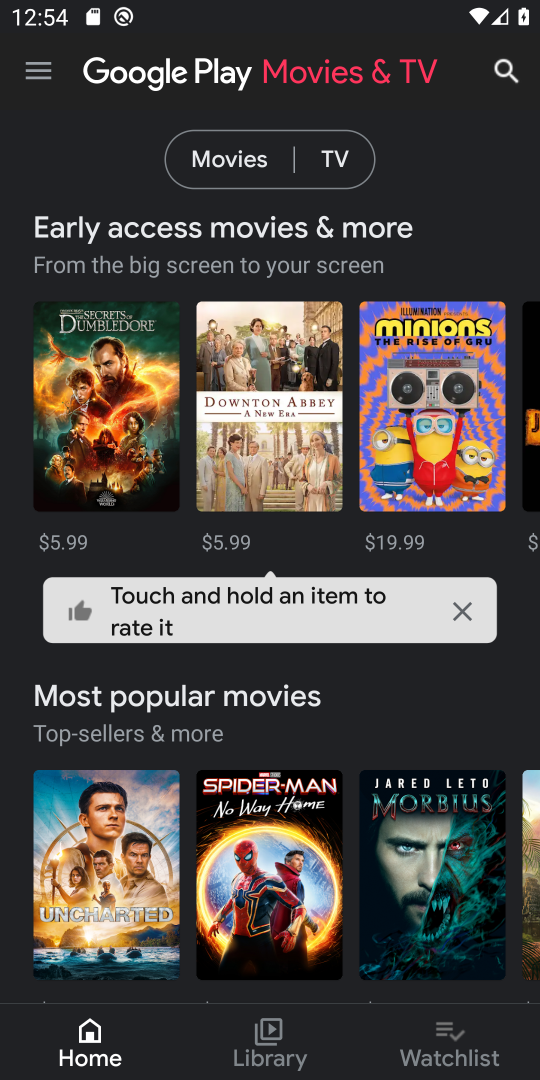 12:54
Google Play Movies & TV
Movies | TV
Early access movies & more
From the big screen to your screen
THE SECRETS OF
DUMBLEDORE
WIZARDING
WORLD
DOWNTON ABBEY
A NEW ERA
ILLUMINATION PRESENTS
MINIONS
THE RISE OF GRU
$5.99
$5.99
$19.99
$
Touch and hold an item to
rate it
Most popular movies
Top-sellers & more
UNCHARTED
SPIDER-MAN
NO WAY HOME
JARED LETO
MORBIUS
Home
Library
Watchlist